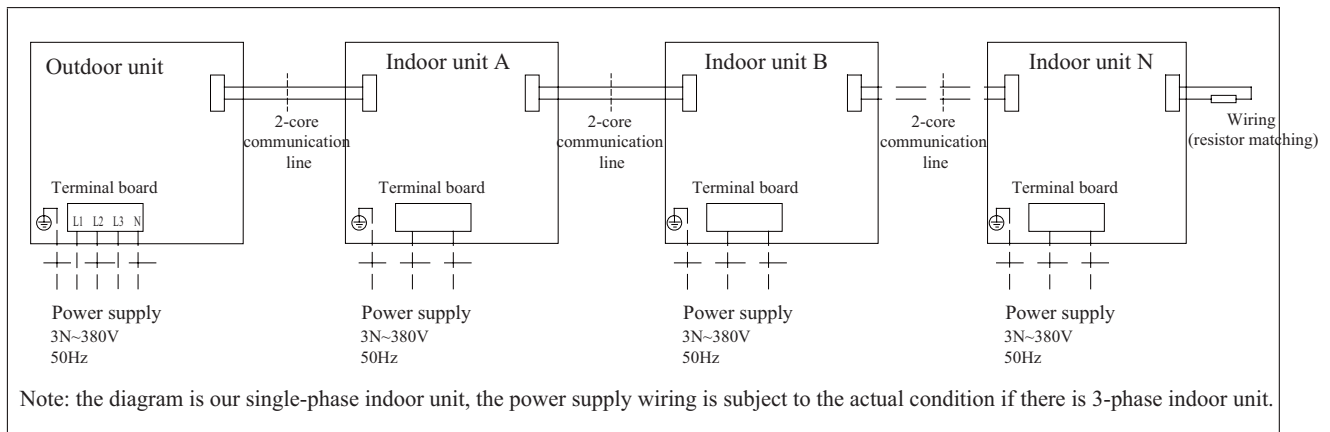 Outdoor unit
Indoor unit A
Indoor unit B
Indoor unit N
2-core
communication
line
2-core
communication
line
2-core
communication
line
Wiring
(resistor matching)
Terminal board
L1 L2 L3 N
Terminal board
Terminal board
Terminal board
Power supply
3N~380V
50Hz
Power supply
3N~380V
50Hz
Power supply
3N~380V
50Hz
Power supply
3N~380V
50Hz
Note: the diagram is our single-phase indoor unit, the power supply wiring is subject to the actual condition if there is 3-phase indoor unit.